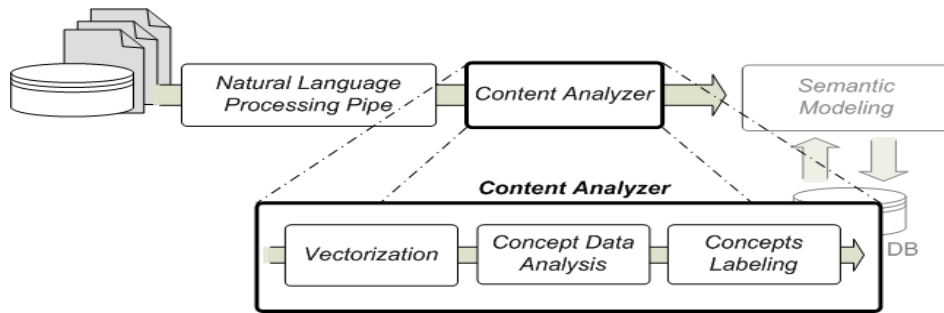 Natural Language
Processing Pipe
Content Analyzer
Semantic
Modeling
Content Analyzer
Vectorization
Concept Data
Analysis
Concepts
Labeling
DB